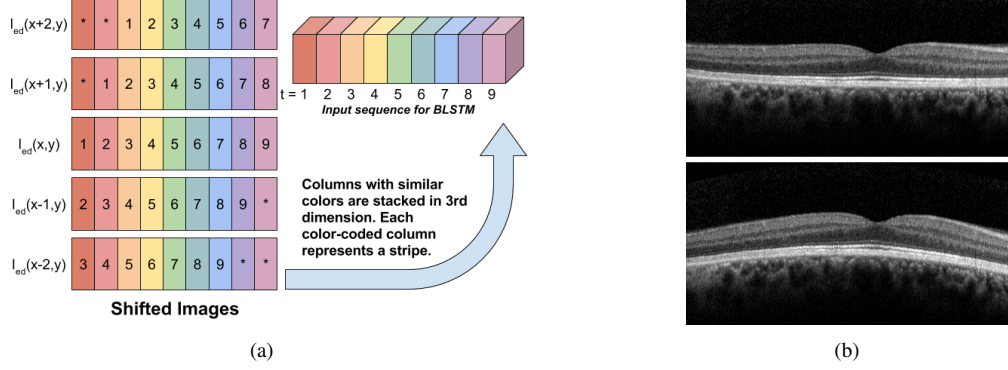 I_ed(x+2,y) * * 1 2 3 4 5 6 7
I_ed(x+1,y) * 1 2 3 4 5 6 7 8
I_ed(x,y) 1 2 3 4 5 6 7 8 9
I_ed(x-1,y) 2 3 4 5 6 7 8 9 *
I_ed(x-2,y) 3 4 5 6 7 8 9 * *
Shifted Images
t = 1 2 3 4 5 6 7 8 9
Input sequence for BLSTM
Columns with similar
colors are stacked in 3rd
dimension. Each
color-coded column
represents a stripe.
(a)
(b)